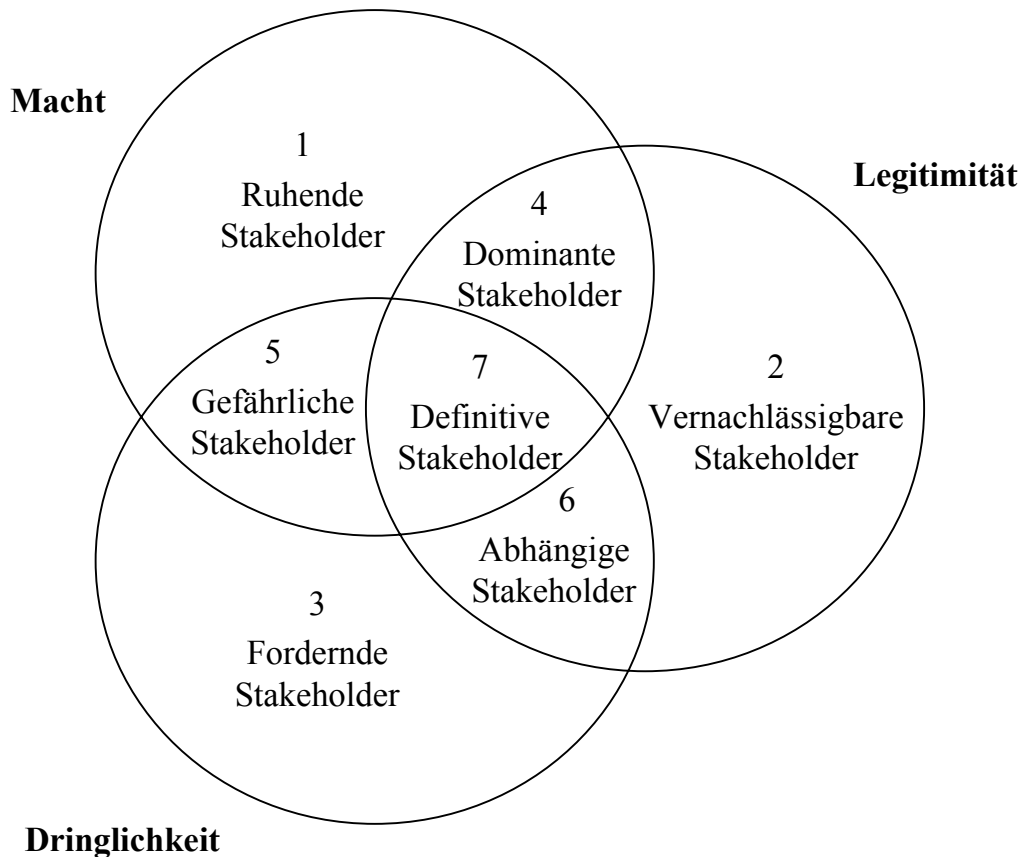 Macht
1
Ruhende
Stakeholder
Legitimität
4
Dominante
Stakeholder
5
Gefährliche
Stakeholder
7
Definitive
Stakeholder
2
Vernachlässigbare
Stakeholder
6
Abhängige
Stakeholder
3
Fordernde
Stakeholder
Dringlichkeit